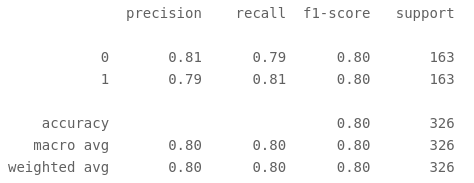 precision recall f1-score support
0 0.81 0.79 0.80 163
1 0.79 0.81 0.80 163
accuracy 0.80 326
macro avg 0.80 0.80 0.80 326
weighted avg 0.80 0.80 0.80 326